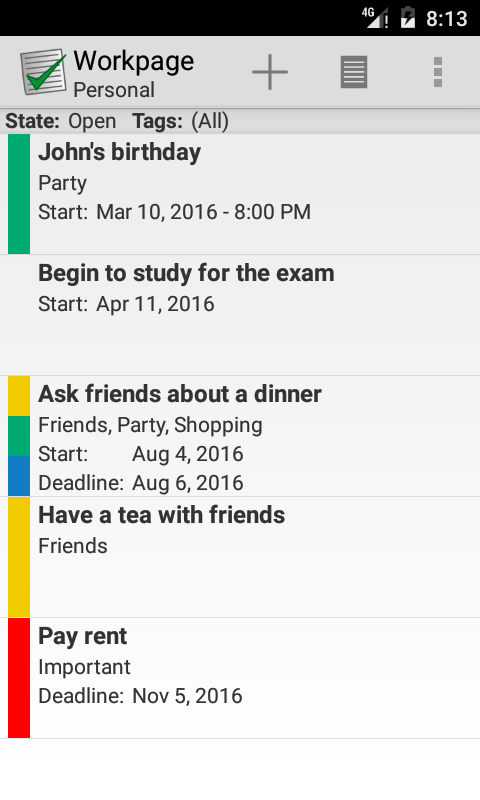 4G 8:13
Workpage
Personal
State: Open Tags: (All)
John's birthday
Party
Start: Mar 10, 2016 - 8:00 PM
Begin to study for the exam
Start: Apr 11, 2016
Ask friends about a dinner
Friends, Party, Shopping
Start: Aug 4, 2016
Deadline: Aug 6, 2016
Have a tea with friends
Friends
Pay rent
Important
Deadline: Nov 5, 2016